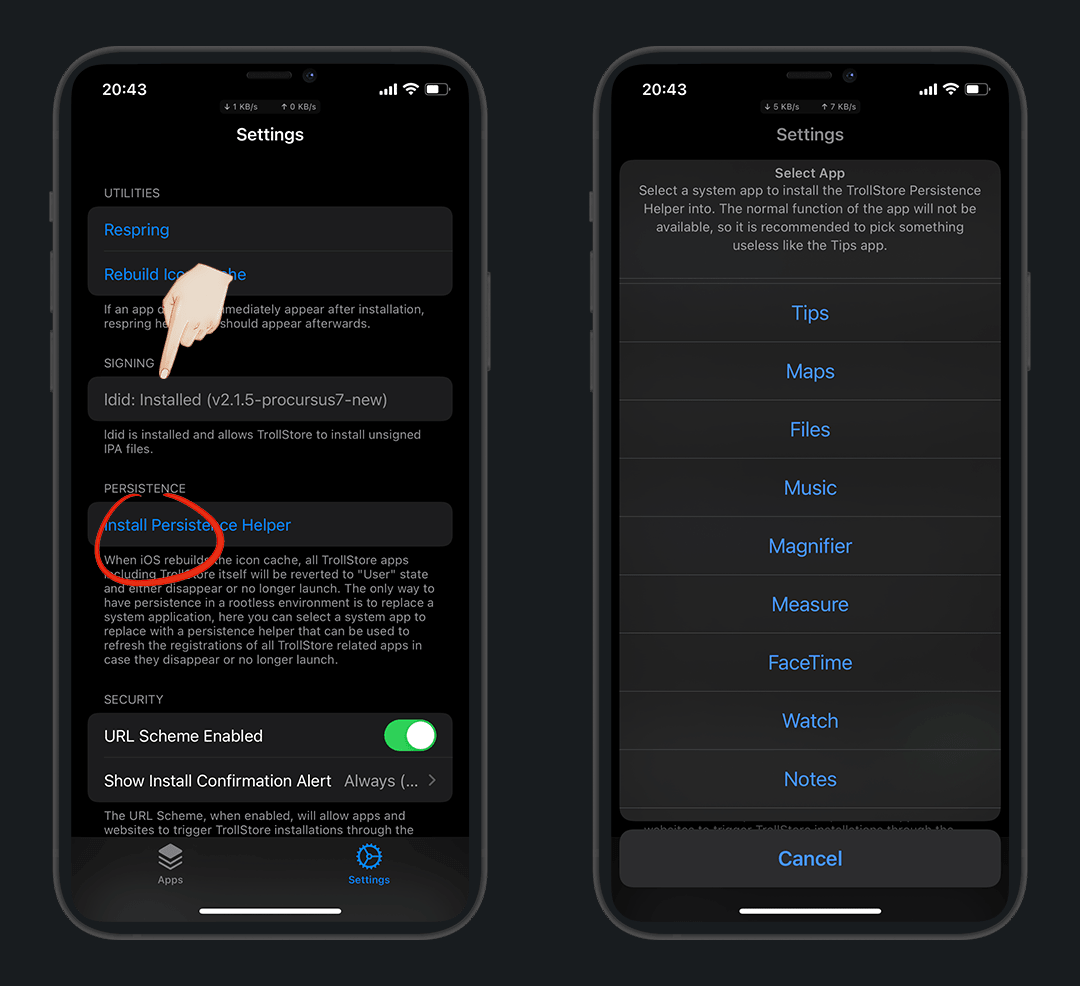 20:43
↓ 1 KB/s ↑ 0 KB/s
Settings
UTILITIES
Respring
Rebuild
If an app
mmediately appear after installation,
respring
should appear afterwards.
SIGNING
ldid: Installed (v2.1.5-procursus7-new)
ldid is installed and allows TrollStore to install unsigned
IPA files.
PERSISTENCE
Install Persistence Helper
When iOS rebuilds the icon cache, all TrollStore apps
including TrollStore itself will be reverted to "User" state
and either disappear or no longer launch. The only way to
have persistence in a rootless environment is to replace a
system application, here you can select a system app to
replace with a persistence helper that can be used to
refresh the registrations of all TrollStore related apps in
case they disappear or no longer launch.
SECURITY
URL Scheme Enabled
Show Install Confirmation Alert Always (...
The URL Scheme, when enabled, will allow apps and
websites to trigger TrollStore installations through the
Apps
Settings
20:43
↓ 5 KB/s ↑ 7 KB/s
Settings
Select App
Select a system app to install the TrollStore Persistence
Helper into. The normal function of the app will not be
available, so it is recommended to pick something
useless like the Tips app.
Tips
Maps
Files
Music
Magnifier
Measure
FaceTime
Watch
Notes
websites to trigger TrollStore installations through the
Cancel